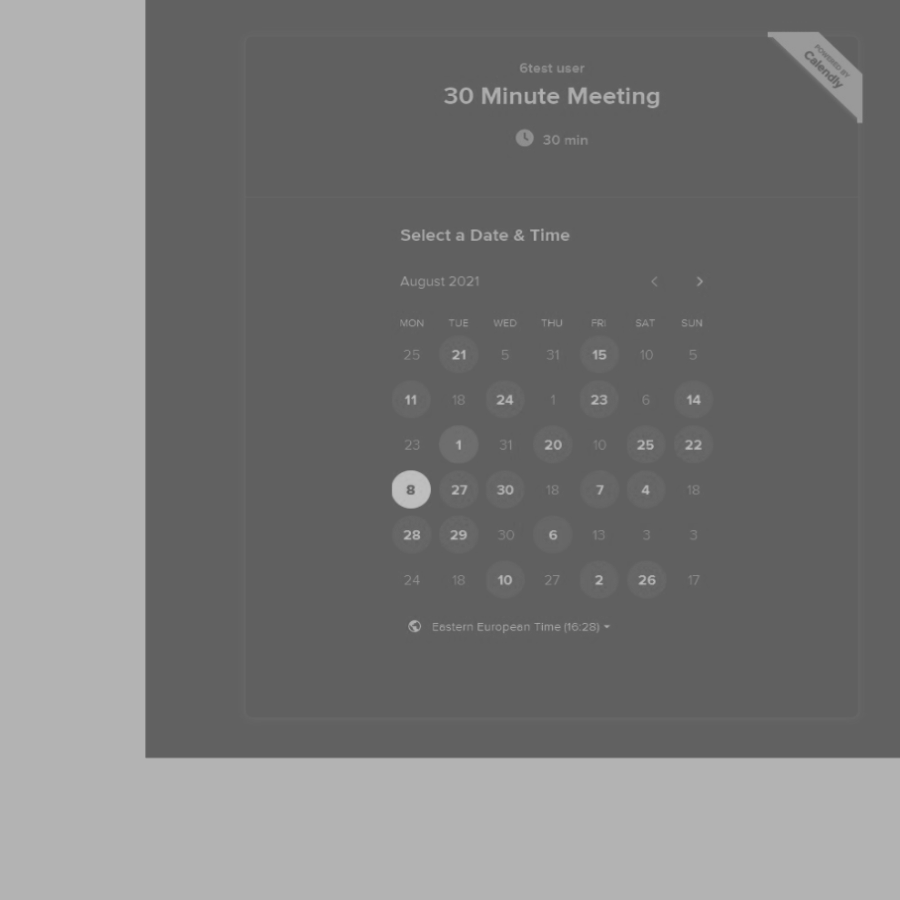 POWERED BY
Calendly
6test user
30 Minute Meeting
30 min
Select a Date & Time
August 2021
MON TUE WED THU FRI SAT SUN
25 21 5 31 15 10 5
11 18 24 1 23 6 14
23 1 31 20 10 25 22
8 27 30 18 7 4 18
28 29 30 6 13 3 3
24 18 10 27 2 26 17
Eastern European Time (16:28)